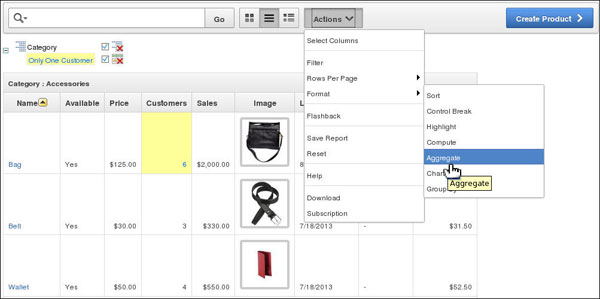 Go
Actions
Create Product
Category
Only One Customer
Select Columns
Filter
Rows Per Page
Format
Flashback
Save Report
Reset
Help
Download
Subscription
Sort
Control Break
Highlight
Compute
Aggregate
Aggregate
Category : Accessories
Name Available Price Customers Sales Image
Bag Yes $125.00 6 $2,000.00
Belt Yes $30.00 3 $330.00 7/18/2013 - $31.50
Wallet Yes $50.00 4 $550.00 7/18/2013 - $52.50